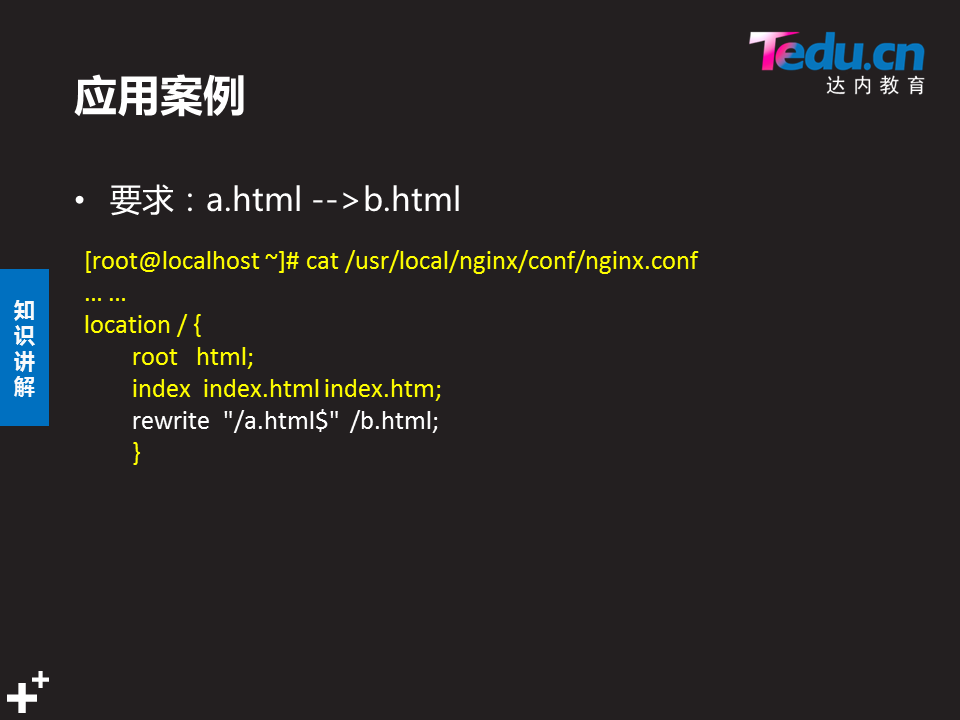 Tedu.cn
达内教育
应用案例
• 要求：a.html -->b.html
[root@localhost ~]# cat /usr/local/nginx/conf/nginx.conf
... ...
location / {
root html;
index index.html index.htm;
rewrite "/a.html$" /b.html;
}
知识讲解